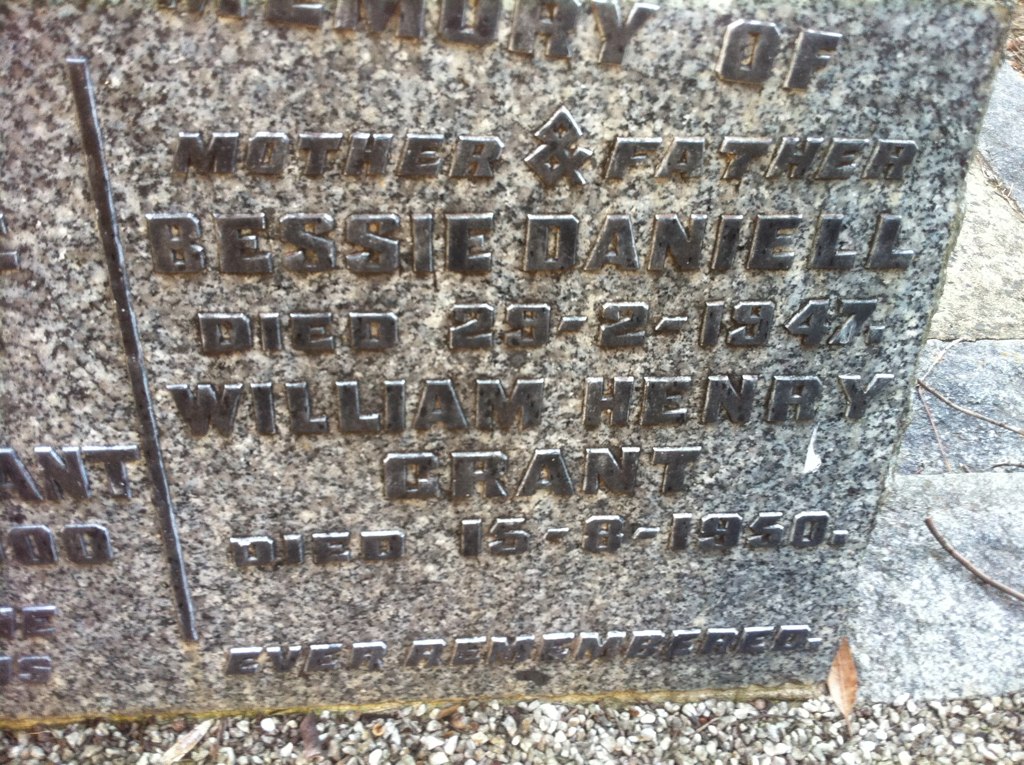 MEMORY OF
MOTHER & FATHER
BESSIE DANIELL
DIED 29-2-1947.
WILLIAM HENRY
GRANT
DIED 15-8-1950.
EVER REMEMBERED.
ANT